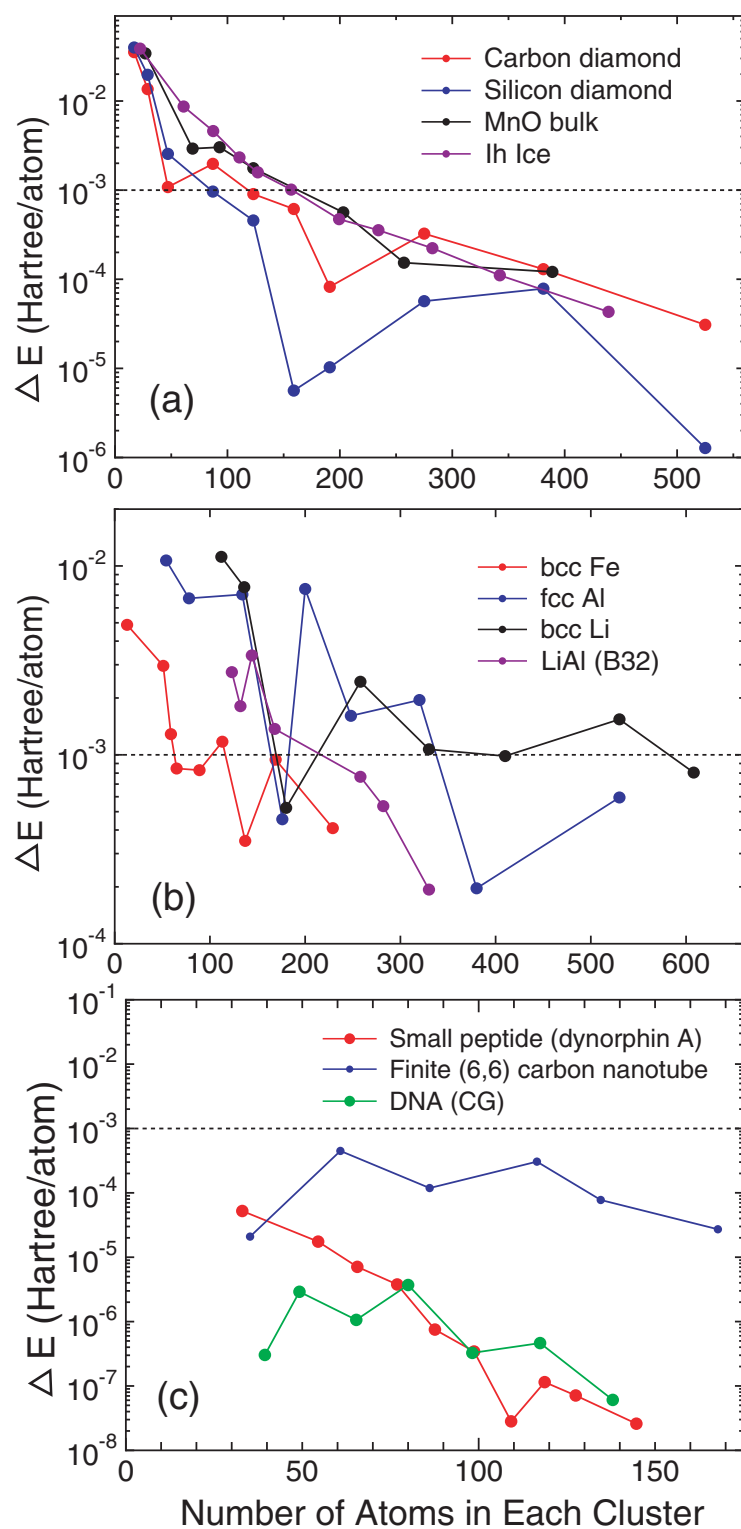 Carbon diamond
Silicon diamond
MnO bulk
Ih Ice
10-2
10-3
10-4
10-5
10-6
△ E (Hartree/atom)
(a)
0 100 200 300 400 500
bcc Fe
fcc Al
bcc Li
LiAl (B32)
10-2
10-3
10-4
△E (Hartree/atom)
(b)
0 100 200 300 400 500 600
10-1
Small peptide (dynorphin A)
Finite (6,6) carbon nanotube
DNA (CG)
10-2
10-3
10-4
10-5
10-6
10-7
10-8
△ E (Hartree/atom)
(c)
0 50 100 150
Number of Atoms in Each Cluster